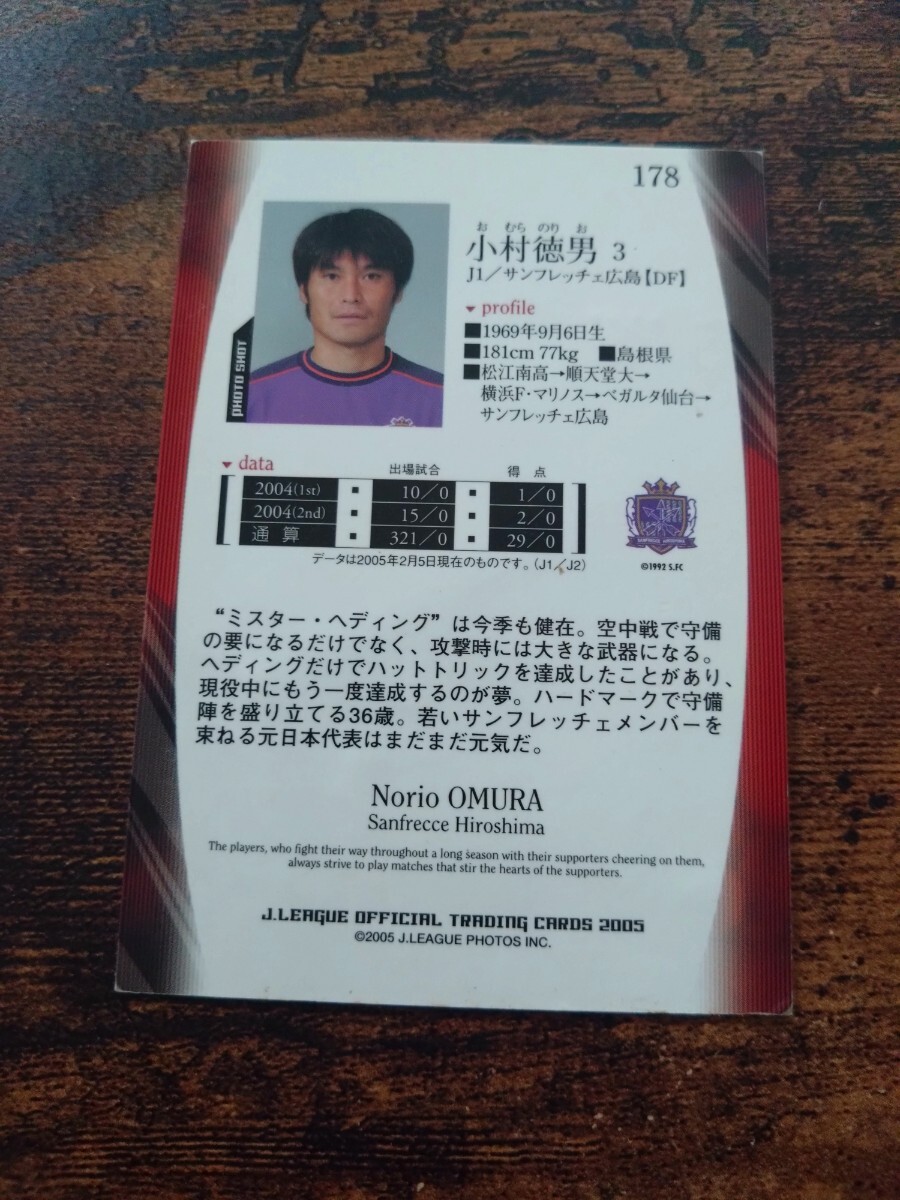 178
お むら のり お
小村徳男 3
J1／サンフレッチェ広島【DF】
PHOTO SHOT
profile
■1969年9月6日生
■181cm 77kg ■島根県
■松江南高→順天堂大→
横浜F・マリノス→ベガルタ仙台→
サンフレッチェ広島
data
出場試合 得点
2004(1st) 10／0 1／0
2004(2nd) 15／0 2／0
通算 321／0 29／0
データは2005年2月5日現在のものです。(J1／J2)
©1992 S.FC
“ミスター・ヘディング”は今季も健在。空中戦で守備
の要になるだけでなく、攻撃時には大きな武器になる。
ヘディングだけでハットトリックを達成したことがあり、
現役中にもう一度達成するのが夢。ハードマークで守備
陣を盛り立てる36歳。若いサンフレッチェメンバーを
束ねる元日本代表はまだまだ元気だ。
Norio OMURA
Sanfrecce Hiroshima
The players, who fight their way throughout a long season with their supporters cheering on them,
always strive to play matches that stir the hearts of the supporters.
J.LEAGUE OFFICIAL TRADING CARDS 2005
©2005 J.LEAGUE PHOTOS INC.